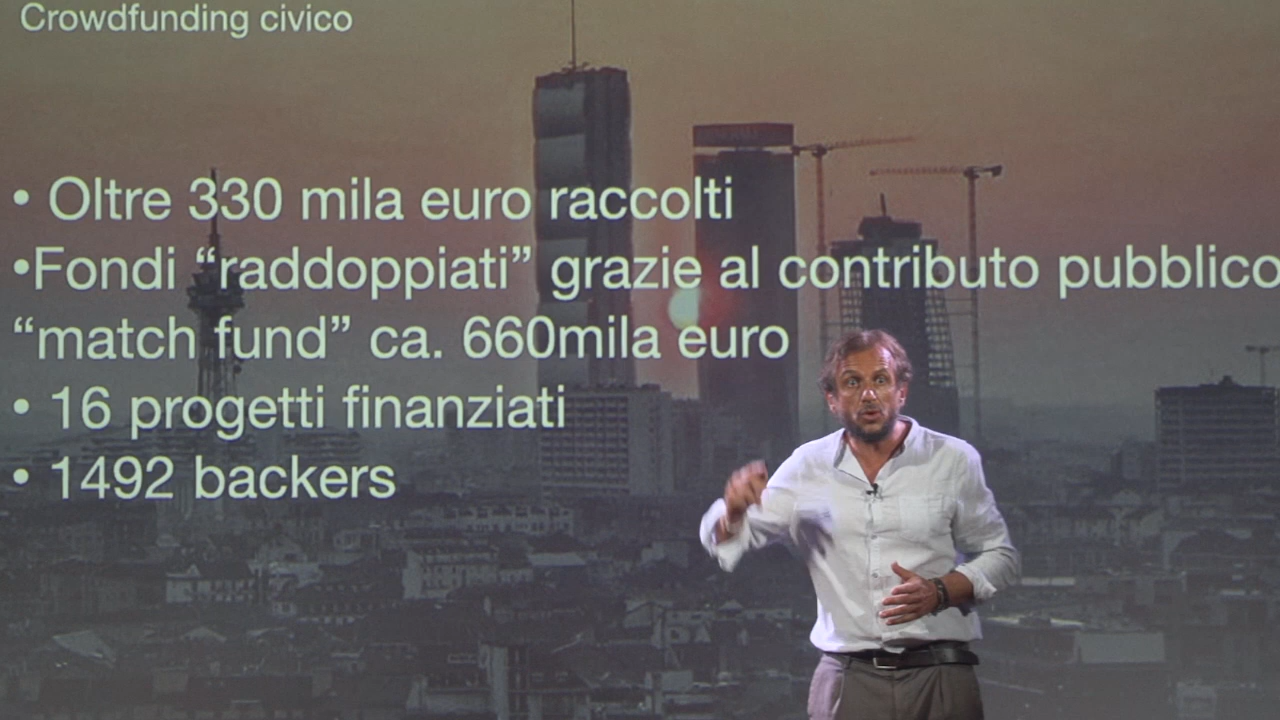 Crowdfunding civico
• Oltre 330 mila euro raccolti
•Fondi “raddoppiati” grazie al contributo pubblico
“match fund” ca. 660mila euro
• 16 progetti finanziati
• 1492 backers